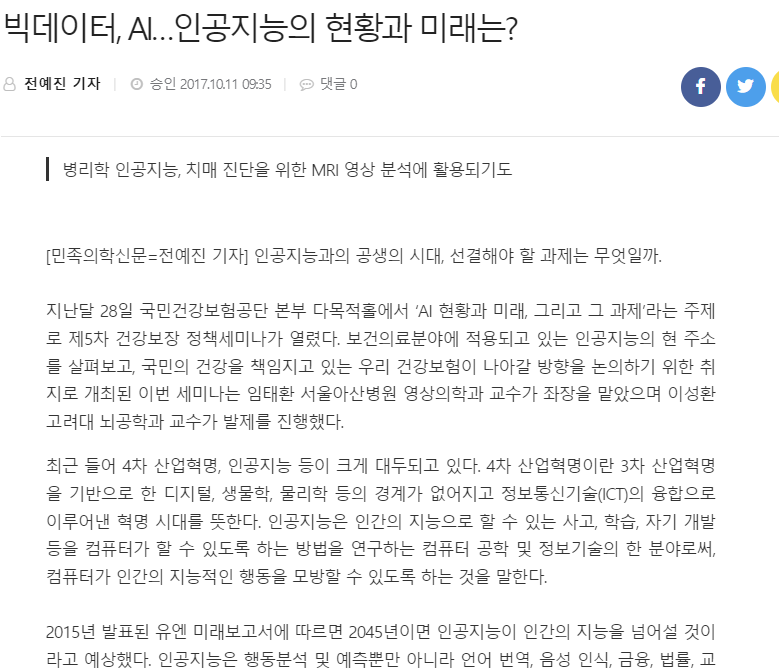 빅데이터, AI…인공지능의 현황과 미래는?
전예진 기자
승인 2017.10.11 09:35
댓글 0
f
병리학 인공지능, 치매 진단을 위한 MRI 영상 분석에 활용되기도
[민족의학신문=전예진 기자] 인공지능과의 공생의 시대, 선결해야 할 과제는 무엇일까.
지난달 28일 국민건강보험공단 본부 다목적홀에서 ‘AI 현황과 미래, 그리고 그 과제’라는 주제
로 제5차 건강보장 정책세미나가 열렸다. 보건의료분야에 적용되고 있는 인공지능의 현 주소
를 살펴보고, 국민의 건강을 책임지고 있는 우리 건강보험이 나아갈 방향을 논의하기 위한 취
지로 개최된 이번 세미나는 임태환 서울아산병원 영상의학과 교수가 좌장을 맡았으며 이성환
고려대 뇌공학과 교수가 발제를 진행했다.
최근 들어 4차 산업혁명, 인공지능 등이 크게 대두되고 있다. 4차 산업혁명이란 3차 산업혁명
을 기반으로 한 디지털, 생물학, 물리학 등의 경계가 없어지고 정보통신기술(ICT)의 융합으로
이루어낸 혁명 시대를 뜻한다. 인공지능은 인간의 지능으로 할 수 있는 사고, 학습, 자기 개발
등을 컴퓨터가 할 수 있도록 하는 방법을 연구하는 컴퓨터 공학 및 정보기술의 한 분야로써,
컴퓨터가 인간의 지능적인 행동을 모방할 수 있도록 하는 것을 말한다.
2015년 발표된 유엔 미래보고서에 따르면 2045년이면 인공지능이 인간의 지능을 넘어설 것이
라고 예상했다. 인공지능은 행동분석 및 예측뿐만 아니라 언어 번역, 음성 인식, 금융, 법률, 교